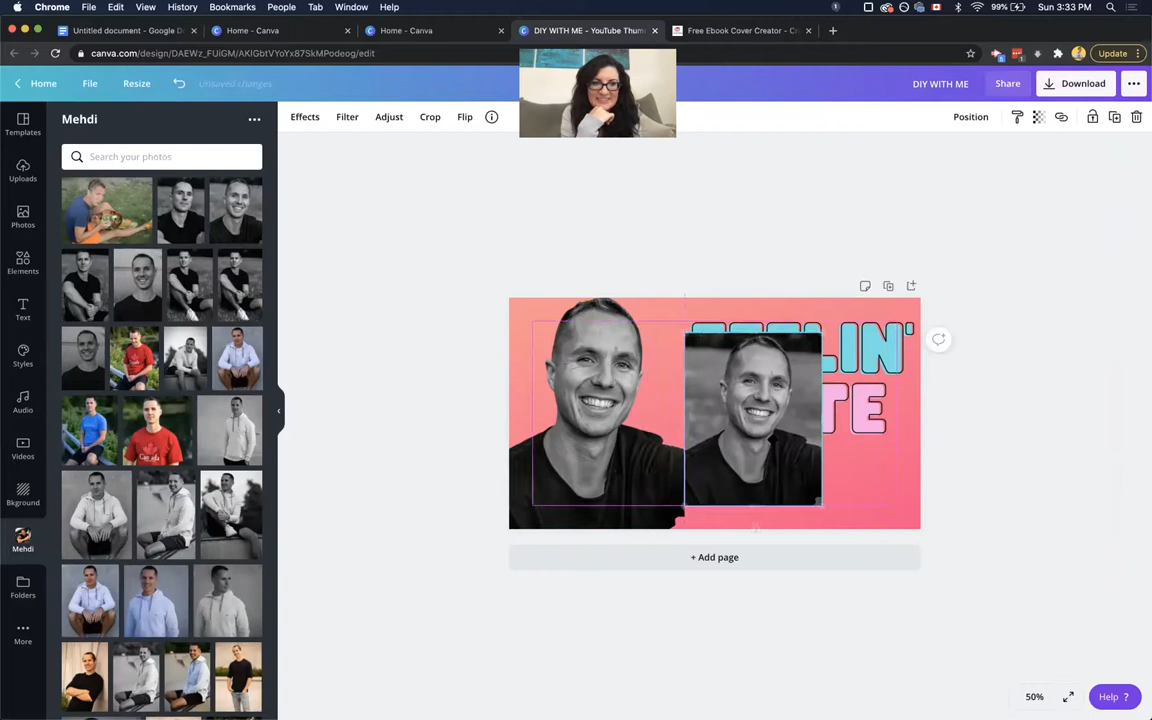 Chrome File Edit View History Bookmarks People Tab Window Help
99% Sun 3:33 PM
Untitled document - Google D
Home - Canva
Home - Canva
DIY WITH ME - YouTube Thum
Free Ebook Cover Creator - C
canva.com/design/DAEWz_FUiGM/AKIGbtVYoYx87SkMPodeog/edit
Update
Home File Resize Unsaved changes
DIY WITH ME Share Download
Mehdi
Effects Filter Adjust Crop Flip
Position
Search your photos
Templates
Uploads
Photos
Elements
Text
Styles
Audio
Videos
Bkground
Mehdi
Folders
More
LIN'
TE
Canada
+ Add page
50%
Help ?